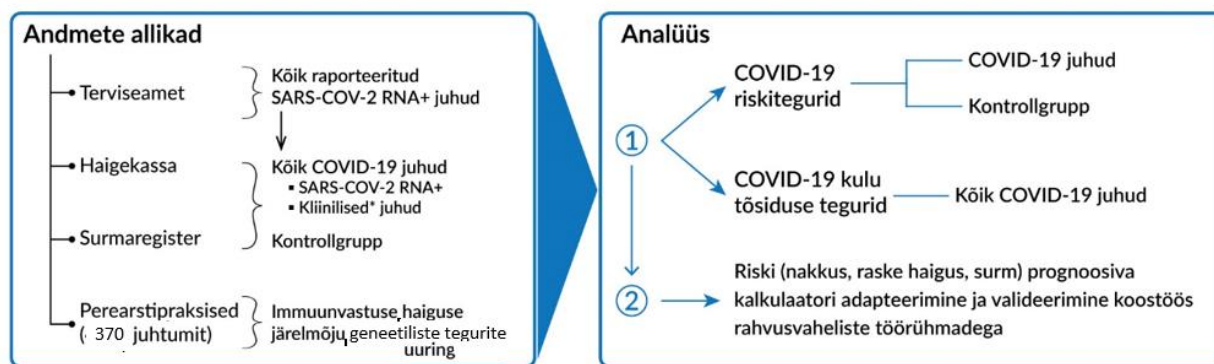 Andmete allikad
Terviseamet
Kõik raporteeritud
SARS-COV-2 RNA+ juhud
Haigekassa
Kõik COVID-19 juhud
▪ SARS-COV-2 RNA+
▪ Kliinilised* juhud
Surmaregister
Kontrollgrupp
Perearstipraksised
( 370 juhtumit)
Immuunvastuse, haiguse
järelmõju, geneetiliste tegurite
uuring
Analüüs
1
COVID-19
riskitegurid
COVID-19 juhud
Kontrollgrupp
COVID-19 kulu
tõsiduse tegurid
Kõik COVID-19 juhud
2
Riski (nakkus, raske haigus, surm) prognoosiva
kalkulaatori adapteerimine ja valideerimine koostöös
rahvusvaheliste töörühmadega